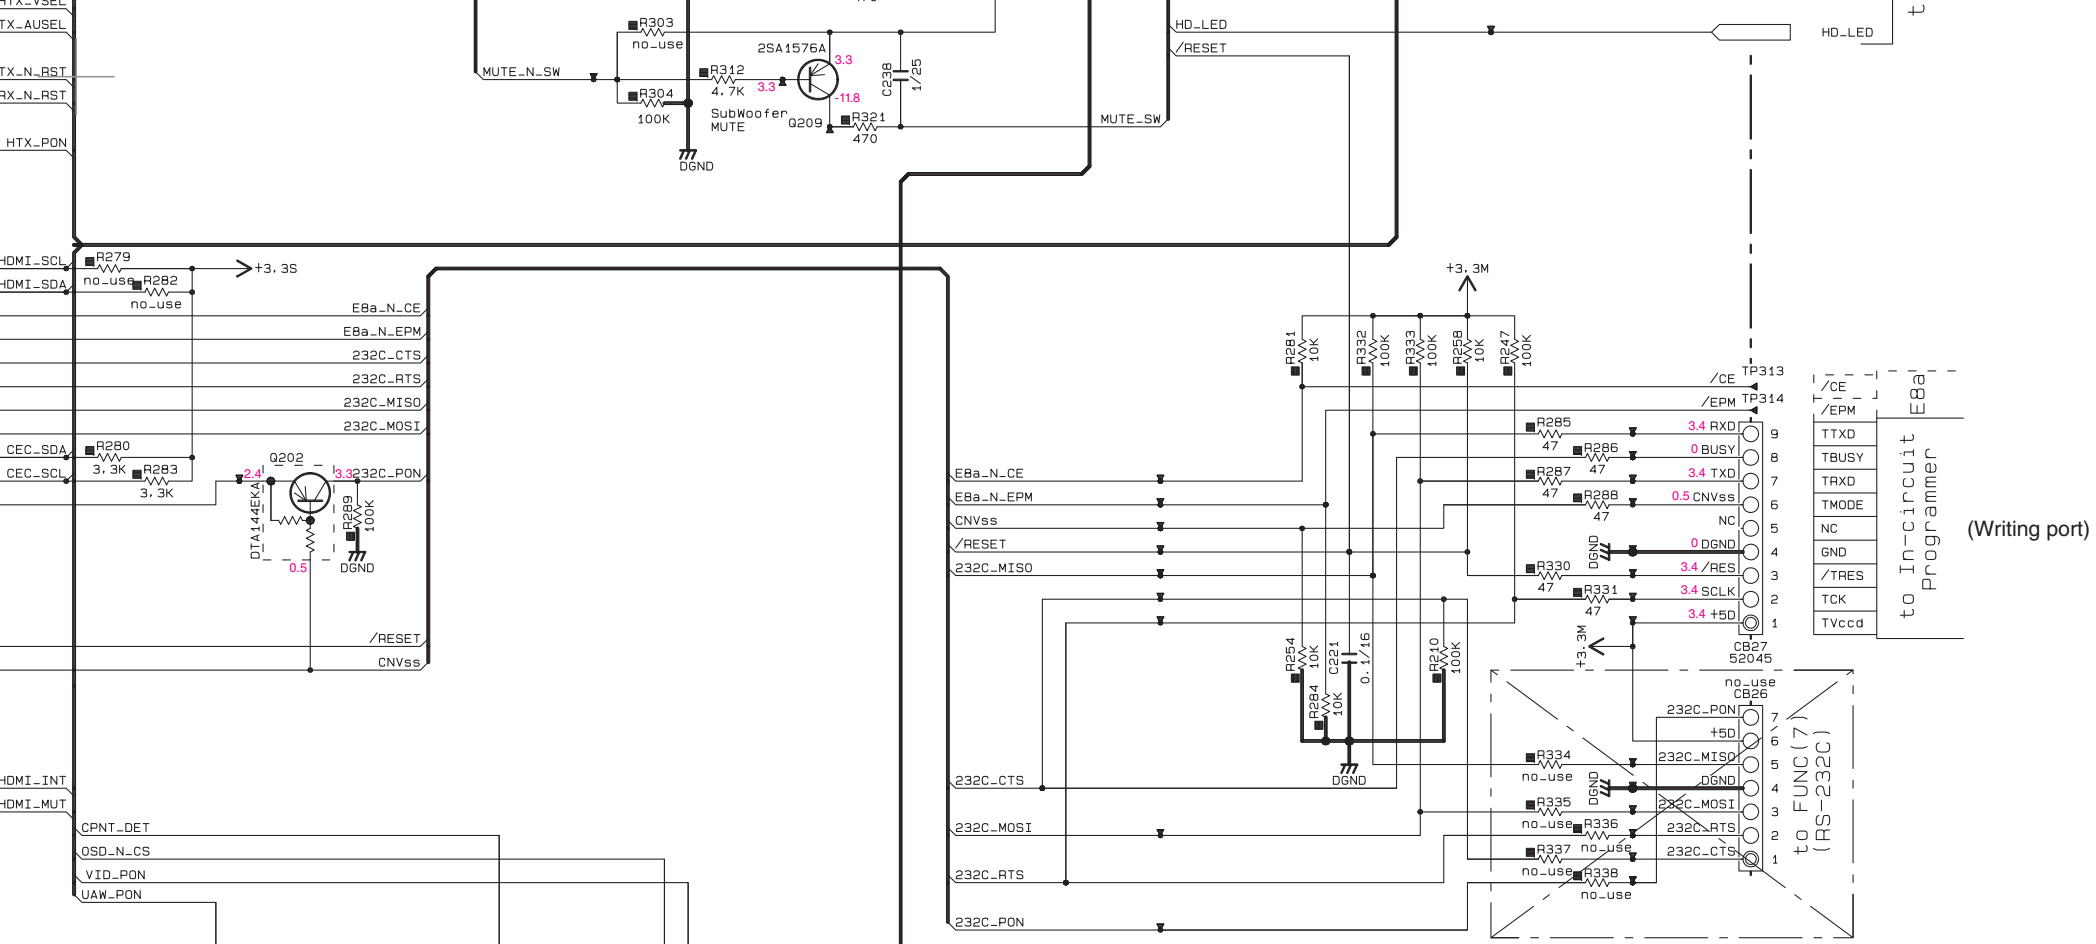 HTX_VSEL
TX_AUSEL
TX_N_RST
RX_N_RST
HTX_PON
R303
no_use
2SA1576A
3.3
MUTE_N_SW
R312
4.7K
3.3
R304
100K
SubWoofer
MUTE
-11.8
Q209
R321
470
C238
1/25
DGND
MUTE_SW
HD_LED
/RESET
HD_LED
HDMI_SCL
R279
no_use
+3.3S
HDMI_SDA
R282
no_use
E8a_N_CE
E8a_N_EPM
232C_CTS
232C_RTS
232C_MISO
232C_MOSI
CEC_SDA
R280
3.3K
CEC_SCL
R283
3.3K
Q202
2.4
3.3
232C_PON
DTA144EKA
R289
100K
0.5
DGND
/RESET
CNVss
HDMI_INT
HDMI_MUT
CPNT_DET
OSD_N_CS
VID_PON
UAW_PON
E8a_N_CE
E8a_N_EPM
CNVss
/RESET
232C_MISO
232C_CTS
232C_MOSI
232C_RTS
232C_PON
+3.3M
R281
10K
R332
100K
R333
100K
R258
10K
R247
100K
R254
10K
R284
10K
C221
0.1/16
R210
100K
DGND
/CE
TP313
/EPM
TP314
R285
47
3.4 RXD
9
R286
47
0 BUSY
8
R287
47
3.4 TXD
7
R288
47
0.5 CNVss
6
NC
5
DGND
0 DGND
4
R330
47
3.4 /RES
3
R331
47
3.4 SCLK
2
3.4 +5D
1
+3.3M
CB27
52045
/CE
/EPM
TTXD
TBUSY
TRXD
TMODE
NC
GND
/TRES
TCK
TVccd
E8a
to In-circuit
Programmer
(Writing port)
no_use
CB26
232C_PON
7
+5D
6
R334
no_use
232C_MISO
5
DGND
DGND
4
R335
no_use
232C_MOSI
3
R336
no_use
232C_RTS
2
R337
no_use
232C_CTS
1
R338
no_use
to FUNC(7)
(RS-232C)